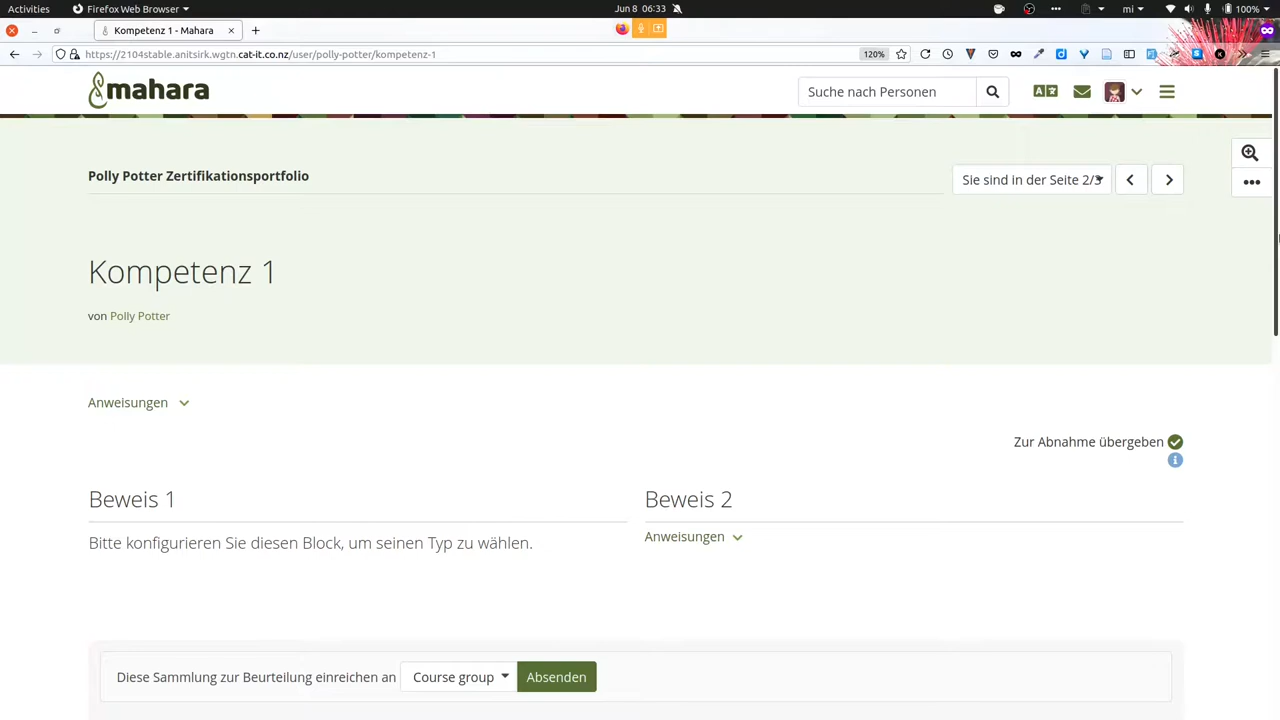 Activities
Firefox Web Browser
Jun 8 06:33
mi
100%
Kompetenz 1 - Mahara
https://2104stable.anitsirk.wgtn.cat-it.co.nz/user/polly-potter/kompetenz-1
120%
mahara
Suche nach Personen
Polly Potter Zertifikationsportfolio
Sie sind in der Seite 2/3
Kompetenz 1
von Polly Potter
Anweisungen
Zur Abnahme übergeben
Beweis 1
Beweis 2
Bitte konfigurieren Sie diesen Block, um seinen Typ zu wählen.
Anweisungen
Diese Sammlung zur Beurteilung einreichen an Course group Absenden